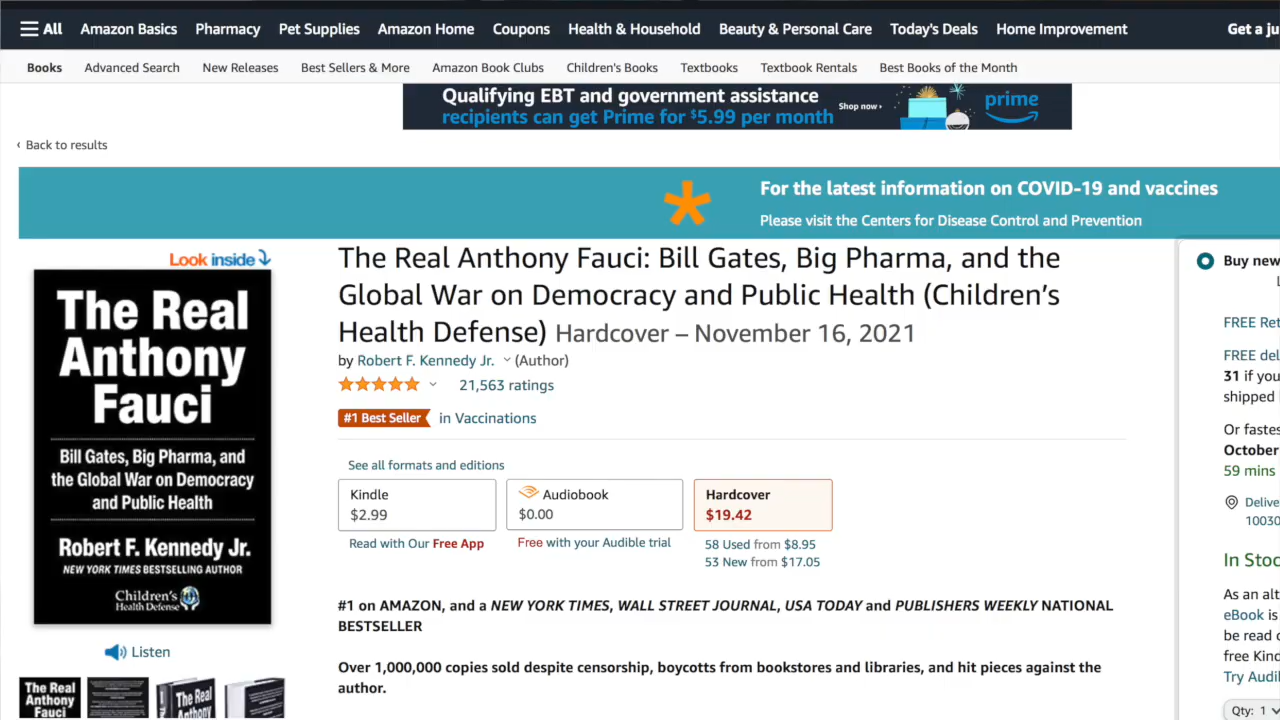 All Amazon Basics Pharmacy Pet Supplies Amazon Home Coupons Health & Household Beauty & Personal Care Today's Deals Home Improvement Get a ju
Books Advanced Search New Releases Best Sellers & More Amazon Book Clubs Children's Books Textbooks Textbook Rentals Best Books of the Month
Qualifying EBT and government assistance
recipients can get Prime for $5.99 per month
Shop now ›
prime
‹ Back to results
For the latest information on COVID-19 and vaccines
Please visit the Centers for Disease Control and Prevention
Look inside
The Real
Anthony
Fauci
Bill Gates, Big Pharma, and
the Global War on Democracy
and Public Health
Robert F. Kennedy Jr.
NEW YORK TIMES BESTSELLING AUTHOR
Children's
Health Defense
Listen
The Real
Anthony
Fauci
The Real
Anthony
The Real Anthony Fauci: Bill Gates, Big Pharma, and the
Global War on Democracy and Public Health (Children’s
Health Defense) Hardcover – November 16, 2021
by Robert F. Kennedy Jr. (Author)
21,563 ratings
#1 Best Seller in Vaccinations
See all formats and editions
Kindle
$2.99
Read with Our Free App
Audiobook
$0.00
Free with your Audible trial
Hardcover
$19.42
58 Used from $8.95
53 New from $17.05
#1 on AMAZON, and a NEW YORK TIMES, WALL STREET JOURNAL, USA TODAY and PUBLISHERS WEEKLY NATIONAL
BESTSELLER
Over 1,000,000 copies sold despite censorship, boycotts from bookstores and libraries, and hit pieces against the
author.
Buy new
FREE Ret
FREE del
31 if you
shipped
Or fastes
October
59 mins
Delive
10030
In Stoc
As an alt
eBook is
be read o
free Kind
Try Audi
Qty: 1